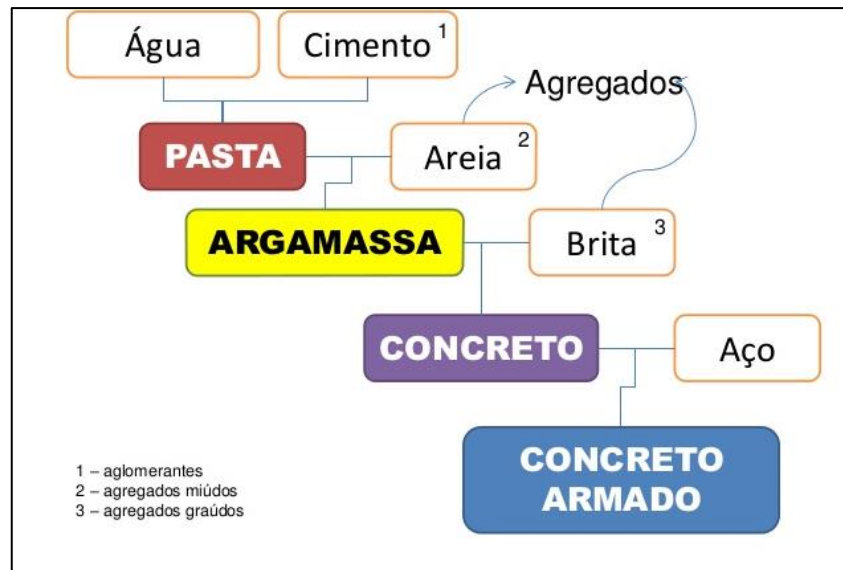 Água
Cimento 1
Agregados
PASTA
Areia 2
ARGAMASSA
Brita 3
CONCRETO
Aço
CONCRETO
ARMADO
1 – aglomerantes
2 – agregados miúdos
3 – agregados graúdos